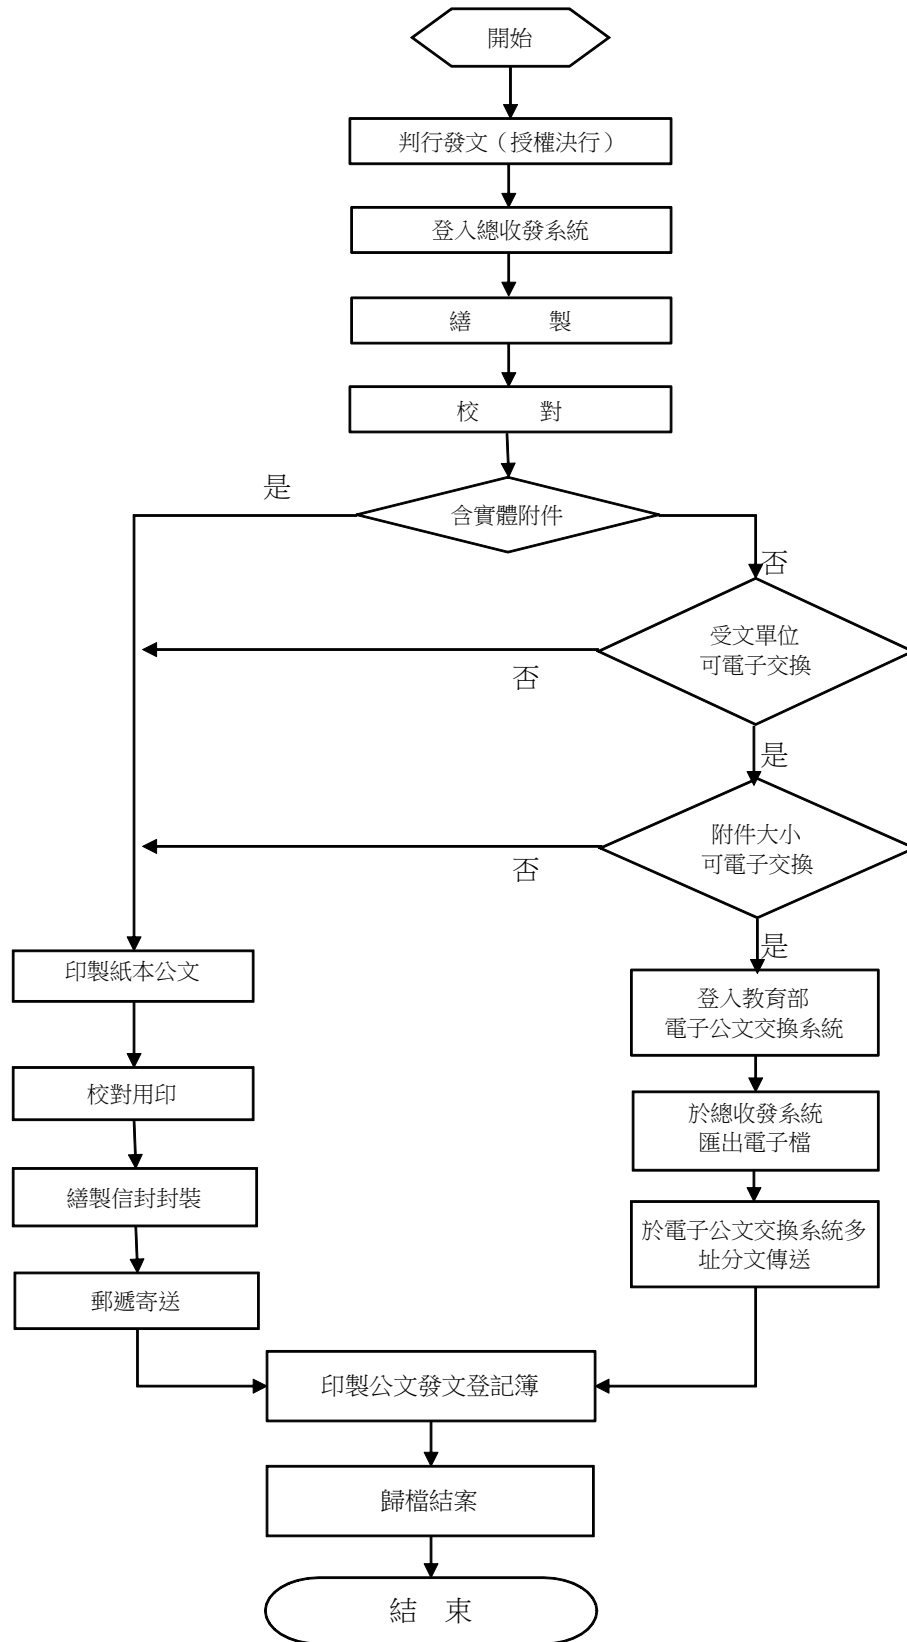 開始
判行發文（授權決行）
登入總收發系統
繕 製
校 對
是
含實體附件
否
受文單位
可電子交換
否
是
附件大小
可電子交換
否
是
印製紙本公文
登入教育部
電子公文交換系統
校對用印
於總收發系統
匯出電子檔
繕製信封封裝
於電子公文交換系統多
址分文傳送
郵遞寄送
印製公文發文登記簿
歸檔結案
結 束